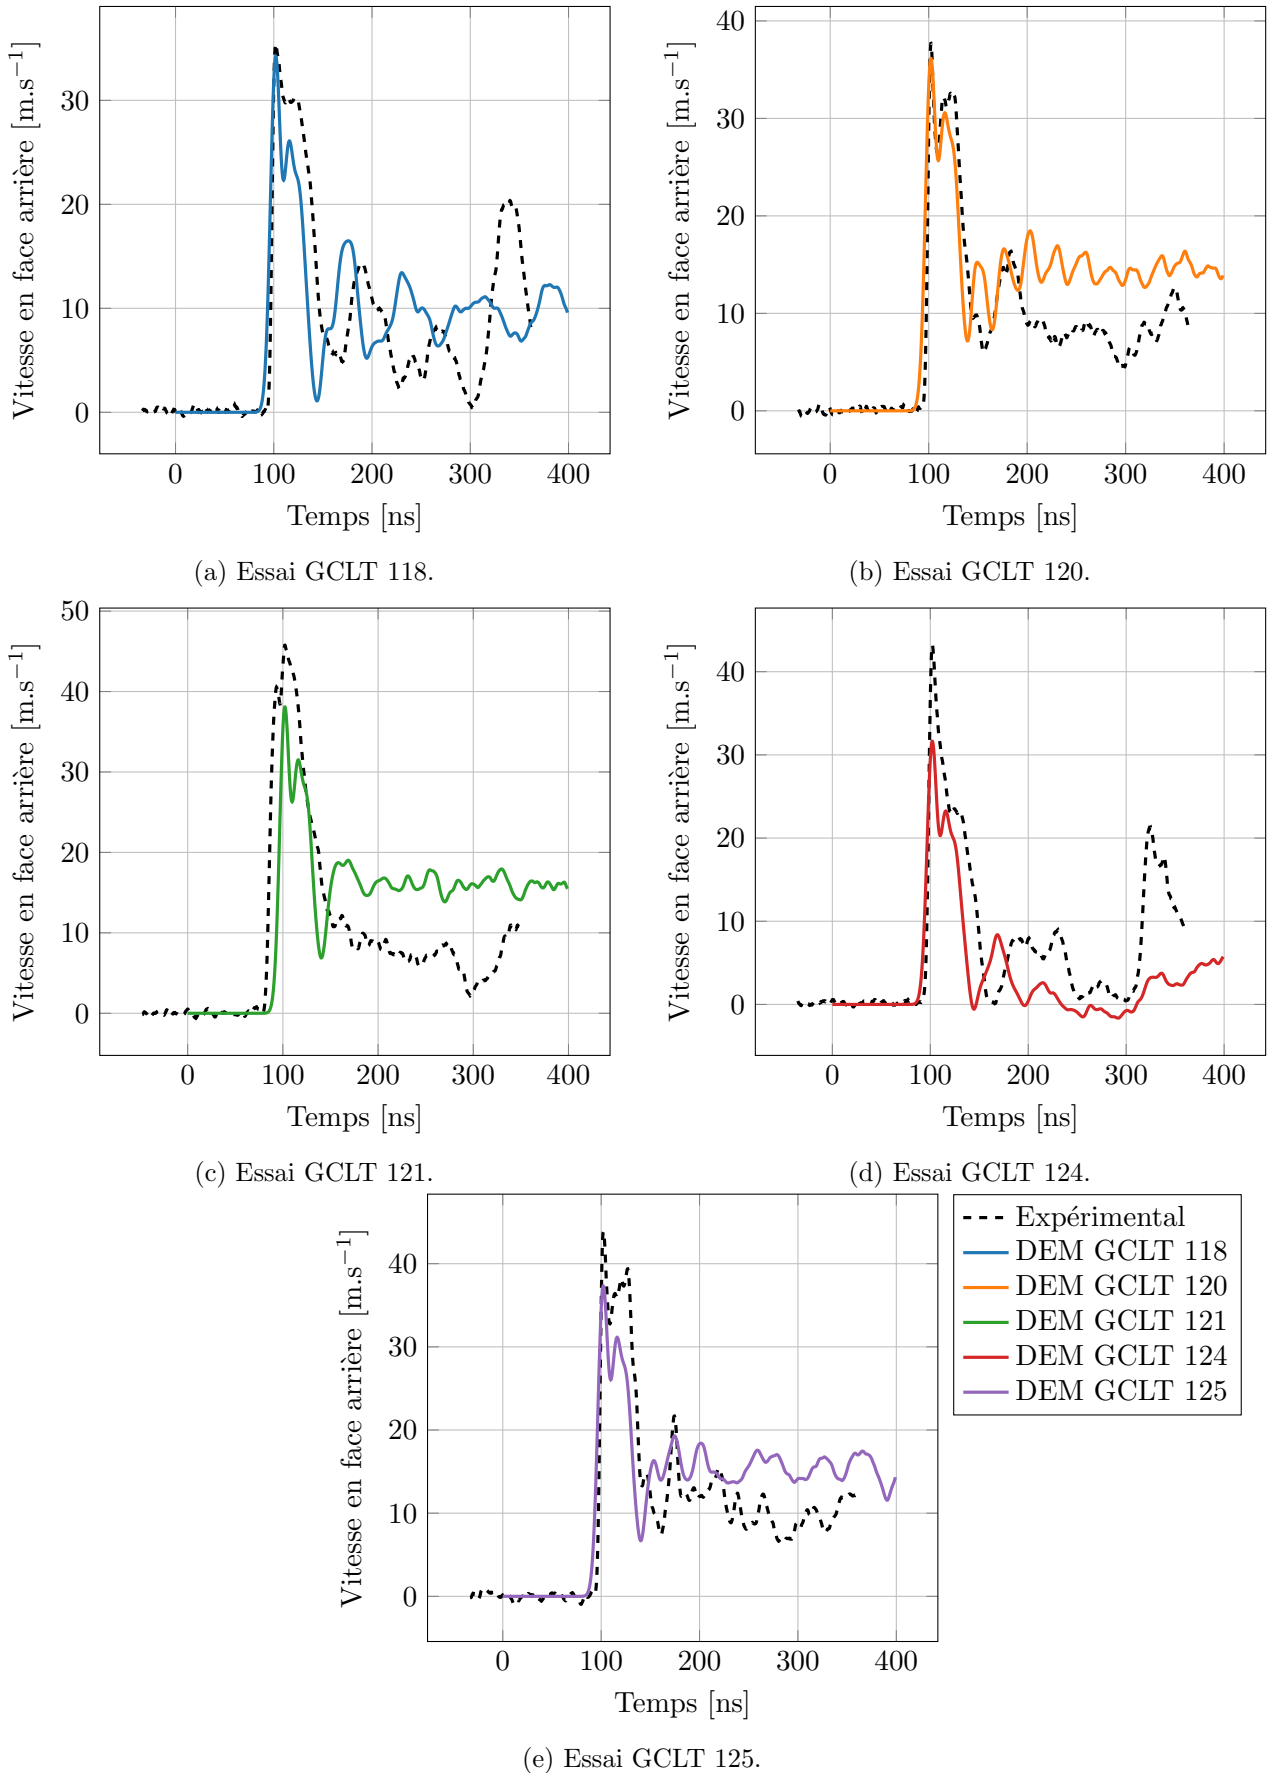 Vitesse en face arrière [m.s−1]
30
20
10
0
0 100 200 300 400
Temps [ns]
(a) Essai GCLT 118.
Vitesse en face arrière [m.s−1]
40
30
20
10
0
0 100 200 300 400
Temps [ns]
(b) Essai GCLT 120.
Vitesse en face arrière [m.s−1]
50
40
30
20
10
0
0 100 200 300 400
Temps [ns]
(c) Essai GCLT 121.
Vitesse en face arrière [m.s−1]
40
30
20
10
0
0 100 200 300 400
Temps [ns]
(d) Essai GCLT 124.
Vitesse en face arrière [m.s−1]
40
30
20
10
0
0 100 200 300 400
Temps [ns]
(e) Essai GCLT 125.
Expérimental
DEM GCLT 118
DEM GCLT 120
DEM GCLT 121
DEM GCLT 124
DEM GCLT 125